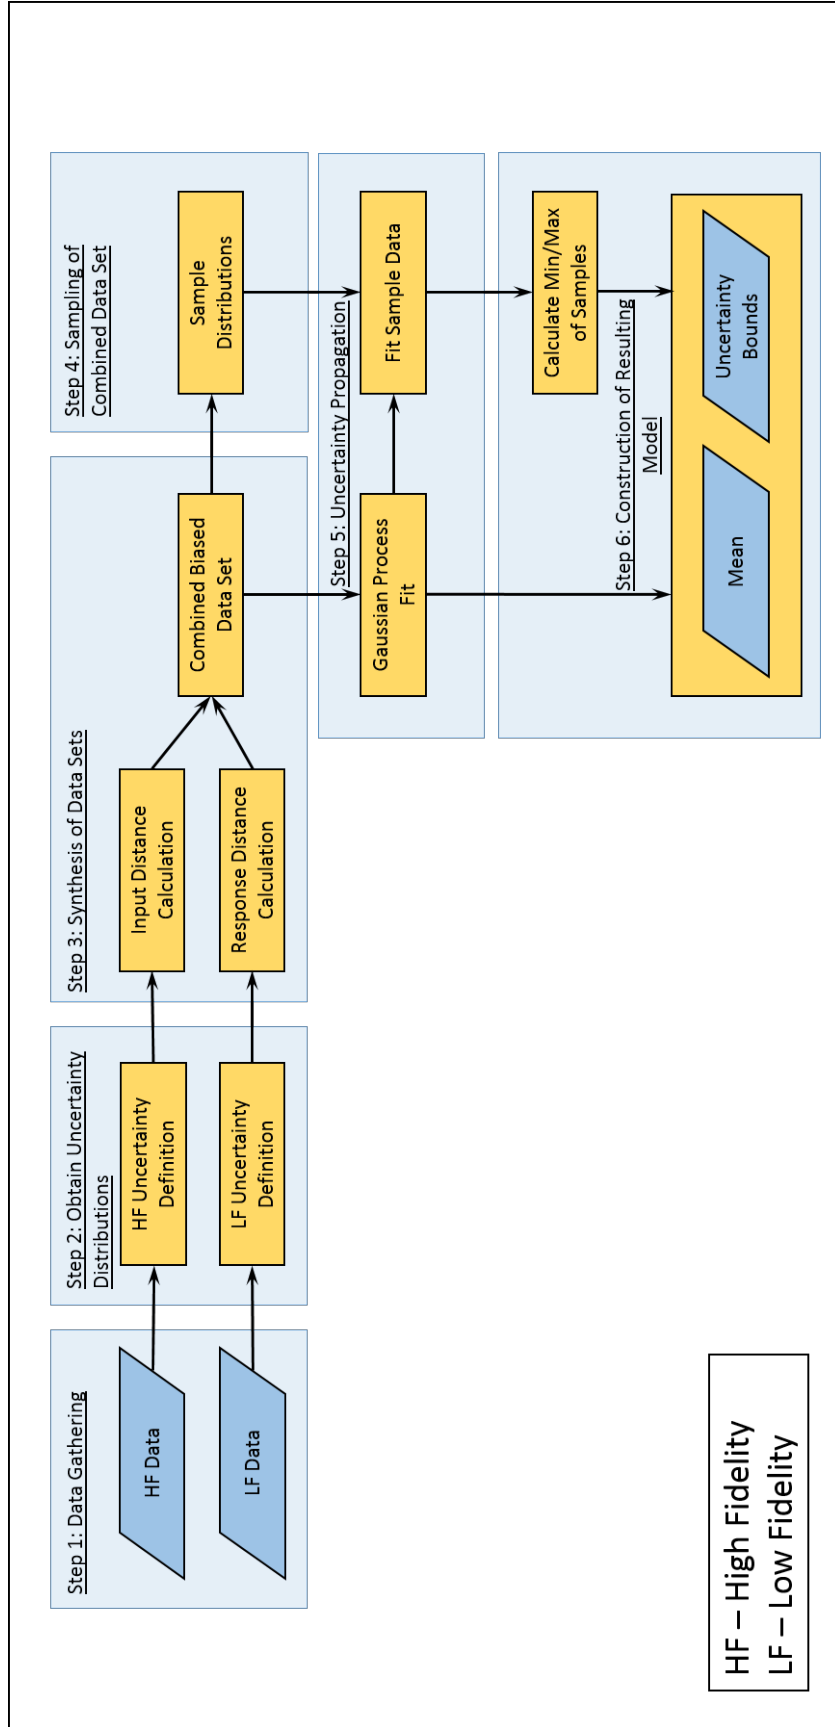 Step 1: Data Gathering
HF Data
LF Data
Step 2: Obtain Uncertainty
Distributions
HF Uncertainty
Definition
LF Uncertainty
Definition
Step 3: Synthesis of Data Sets
Input Distance
Calculation
Response Distance
Calculation
Combined Biased
Data Set
Step 4: Sampling of
Combined Data Set
Sample
Distributions
Step 5: Uncertainty Propagation
Gaussian Process
Fit
Fit Sample Data
Step 6: Construction of Resulting
Model
Calculate Min/Max
of Samples
Mean
Uncertainty
Bounds
HF – High Fidelity
LF – Low Fidelity